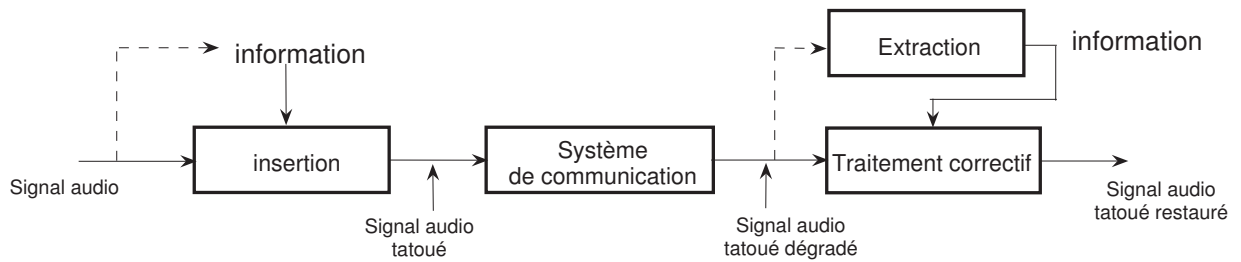 Extraction
information
information
insertion
Système
de communication
Traitement correctif
Signal audio
Signal audio
tatoué
Signal audio
tatoué dégradé
Signal audio
tatoué restauré